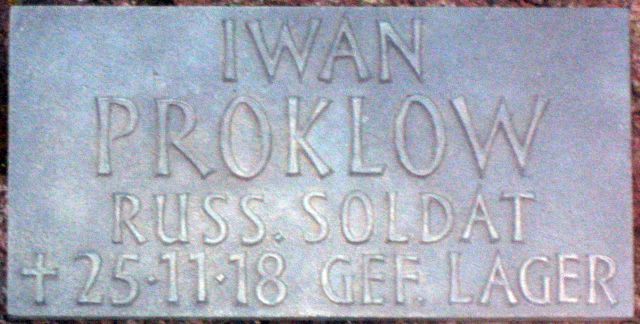 IWAN
PROKLOW
RUSS. SOLDAT
✝ 25·11·18 GEF. LAGER